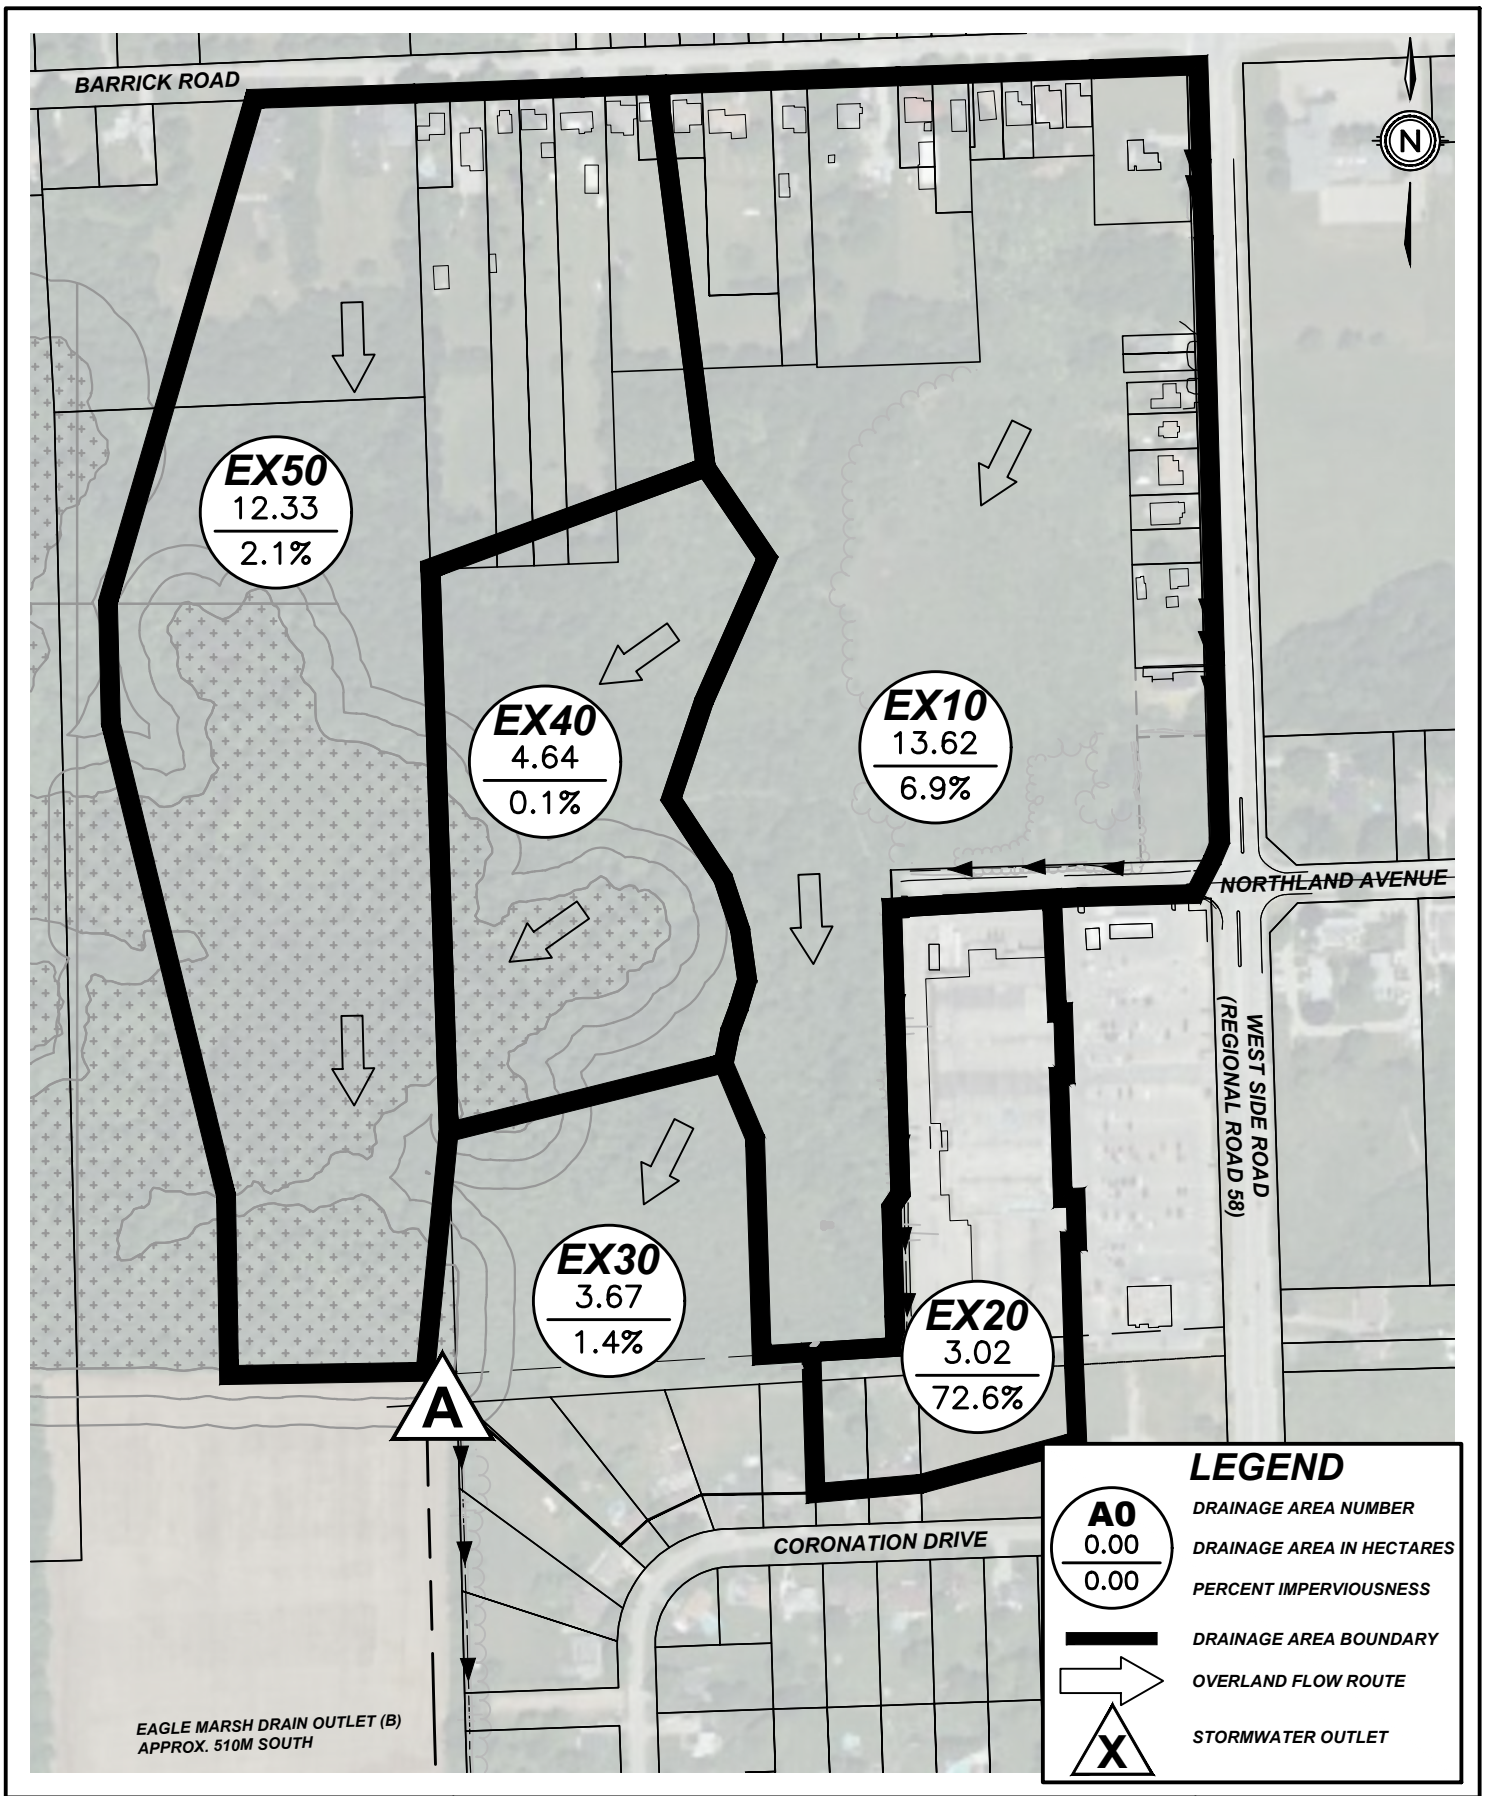 BARRICK ROAD
N
EX50
12.33
2.1%
EX40
4.64
0.1%
EX10
13.62
6.9%
NORTHLAND AVENUE
WEST SIDE ROAD
(REGIONAL ROAD 58)
EX30
3.67
1.4%
EX20
3.02
72.6%
A
CORONATION DRIVE
EAGLE MARSH DRAIN OUTLET (B)
APPROX. 510M SOUTH
LEGEND
A0
0.00
0.00
DRAINAGE AREA NUMBER
DRAINAGE AREA IN HECTARES
PERCENT IMPERVIOUSNESS
DRAINAGE AREA BOUNDARY
OVERLAND FLOW ROUTE
X
STORMWATER OUTLET